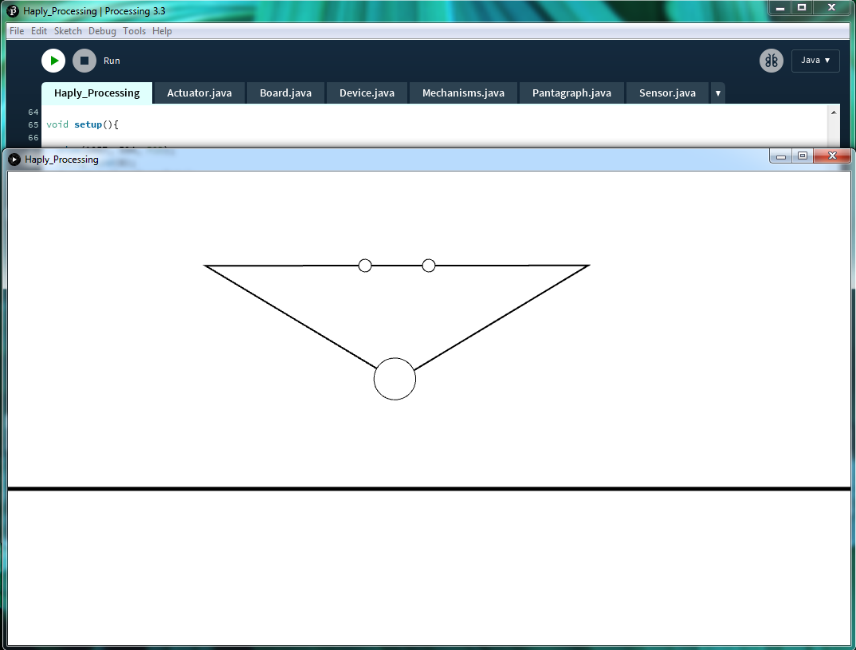 Haply_Processing | Processing 3.3
File Edit Sketch Debug Tools Help
Run
Java ▼
Haply_Processing Actuator.java Board.java Device.java Mechanisms.java Pantagraph.java Sensor.java ▼
64
65 void setup(){
66
Haply_Processing